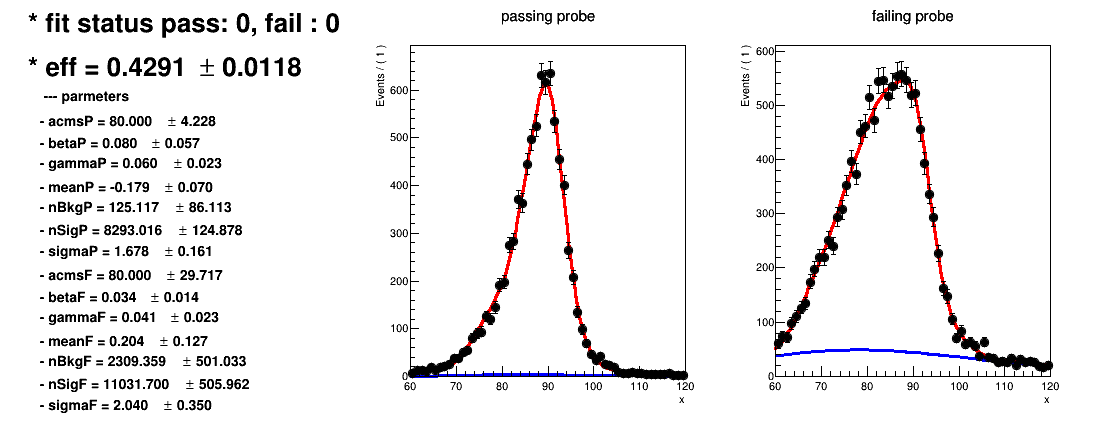 * fit status pass: 0, fail : 0
* eff = 0.4291 ± 0.0118
--- parmeters
- acmsP = 80.000 ± 4.228
- betaP = 0.080 ± 0.057
- gammaP = 0.060 ± 0.023
- meanP = -0.179 ± 0.070
- nBkgP = 125.117 ± 86.113
- nSigP = 8293.016 ± 124.878
- sigmaP = 1.678 ± 0.161
- acmsF = 80.000 ± 29.717
- betaF = 0.034 ± 0.014
- gammaF = 0.041 ± 0.023
- meanF = 0.204 ± 0.127
- nBkgF = 2309.359 ± 501.033
- nSigF = 11031.700 ± 505.962
- sigmaF = 2.040 ± 0.350
passing probe
Events / ( 1 )
600
500
400
300
200
100
0
60 70 80 90 100 110 120
x
failing probe
Events / ( 1 )
600
500
400
300
200
100
0
60 70 80 90 100 110 120
x